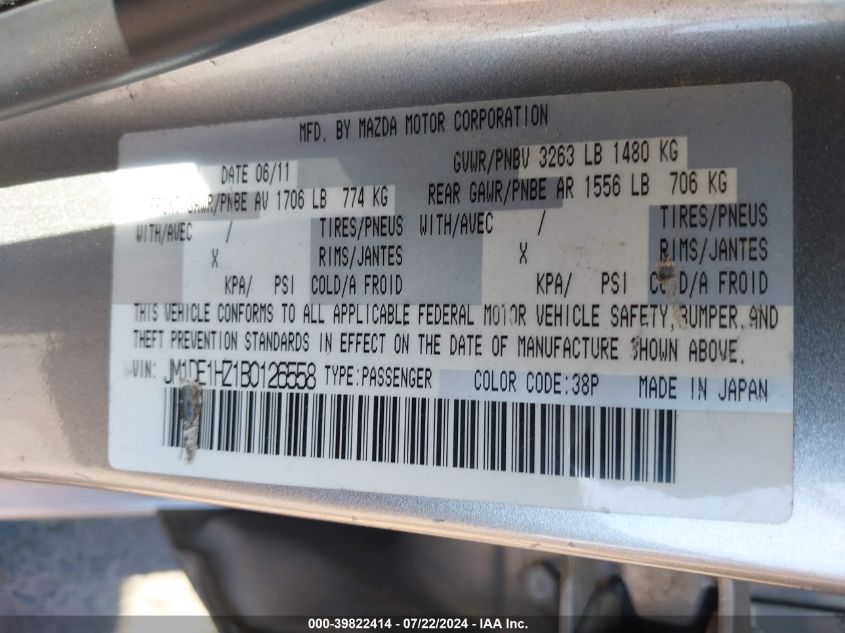 MFD. BY MAZDA MOTOR CORPORATION
DATE 06/11 GVWR/PNBV 3263 LB 1480 KG
GAWR/PNBE AV 1706 LB 774 KG REAR GAWR/PNBE AR 1556 LB 706 KG
WITH/AVEC / TIRES/PNEUS WITH/AVEC / TIRES/PNEUS
X RIMS/JANTES X RIMS/JANTES
KPA/ PSI COLD/A FROID KPA/ PSI COLD/A FROID
THIS VEHICLE CONFORMS TO ALL APPLICABLE FEDERAL MOTOR VEHICLE SAFETY, BUMPER, AND
THEFT PREVENTION STANDARDS IN EFFECT ON THE DATE OF MANUFACTURE SHOWN ABOVE.
VIN: JM1DE1HZ1B0126558 TYPE:PASSENGER COLOR CODE:38P MADE IN JAPAN
000-39822414 - 07/22/2024 - IAA Inc.